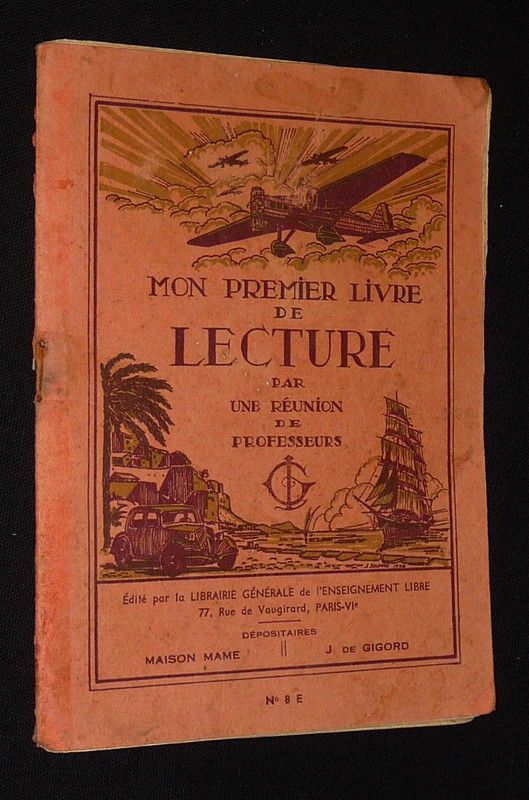 MON PREMIER LIVRE
DE
LECTURE
PAR
UNE RÉUNION
DE
PROFESSEURS
Édité par la LIBRAIRIE GÉNÉRALE de l'ENSEIGNEMENT LIBRE
77, Rue de Vaugirard, PARIS-VIe
DÉPOSITAIRES
MAISON MAME || J. DE GIGORD
No 8 E